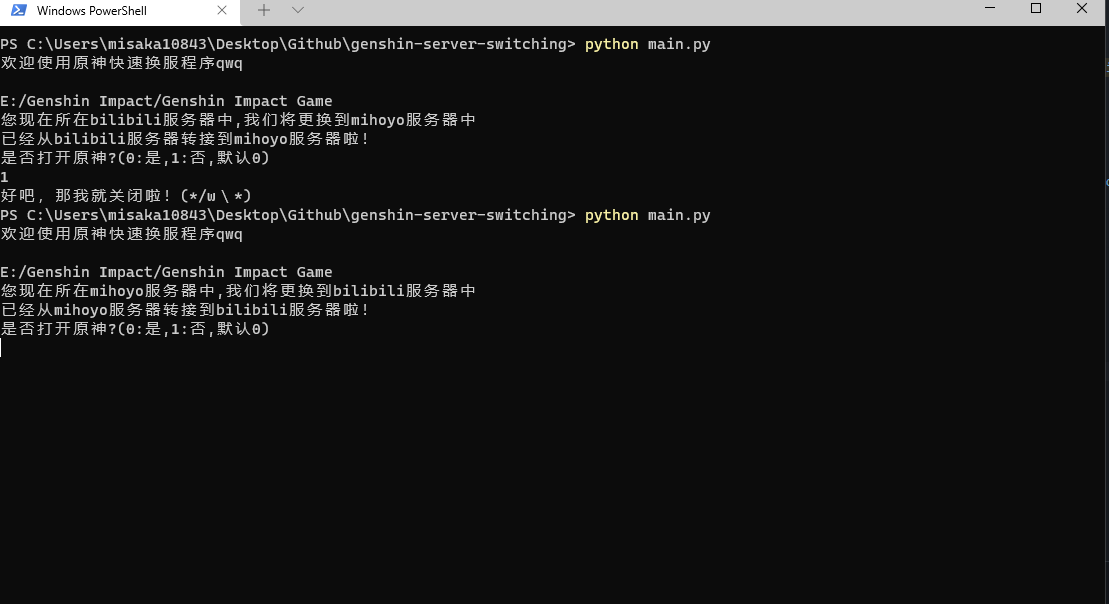 Windows PowerShell
PS C:\Users\misaka10843\Desktop\Github\genshin-server-switching> python main.py
欢迎使用原神快速换服程序qwq
E:/Genshin Impact/Genshin Impact Game
您现在所在bilibili服务器中,我们将更换到mihoyo服务器中
已经从bilibili服务器转接到mihoyo服务器啦!
是否打开原神?(0:是,1:否,默认0)
1
好吧, 那我就关闭啦! (*/ω\*)
PS C:\Users\misaka10843\Desktop\Github\genshin-server-switching> python main.py
欢迎使用原神快速换服程序qwq
E:/Genshin Impact/Genshin Impact Game
您现在所在mihoyo服务器中,我们将更换到bilibili服务器中
已经从mihoyo服务器转接到bilibili服务器啦!
是否打开原神?(0:是,1:否,默认0)